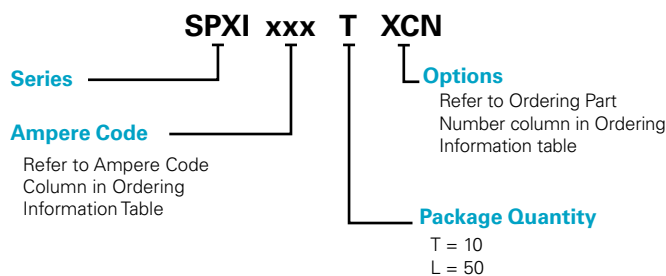 SPXI xxx T XCN
Series
Options
Refer to Ordering Part
Number column in Ordering
Information table
Ampere Code
Refer to Ampere Code
Column in Ordering
Information Table
Package Quantity
T = 10
L = 50